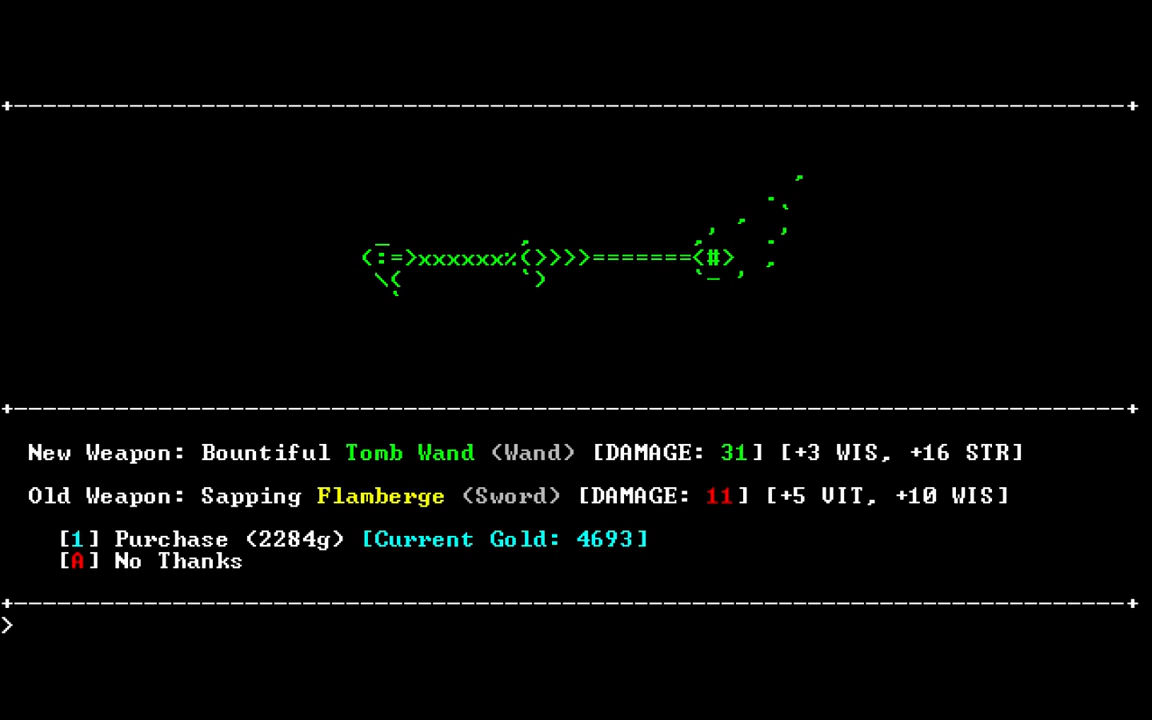 New Weapon: Bountiful Tomb Wand (Wand) [DAMAGE: 31] [+3 WIS, +16 STR]
Old Weapon: Sapping Flamberge (Sword) [DAMAGE: 11] [+5 VIT, +10 WIS]
[1] Purchase (2284g) [Current Gold: 4693]
[A] No Thanks
>